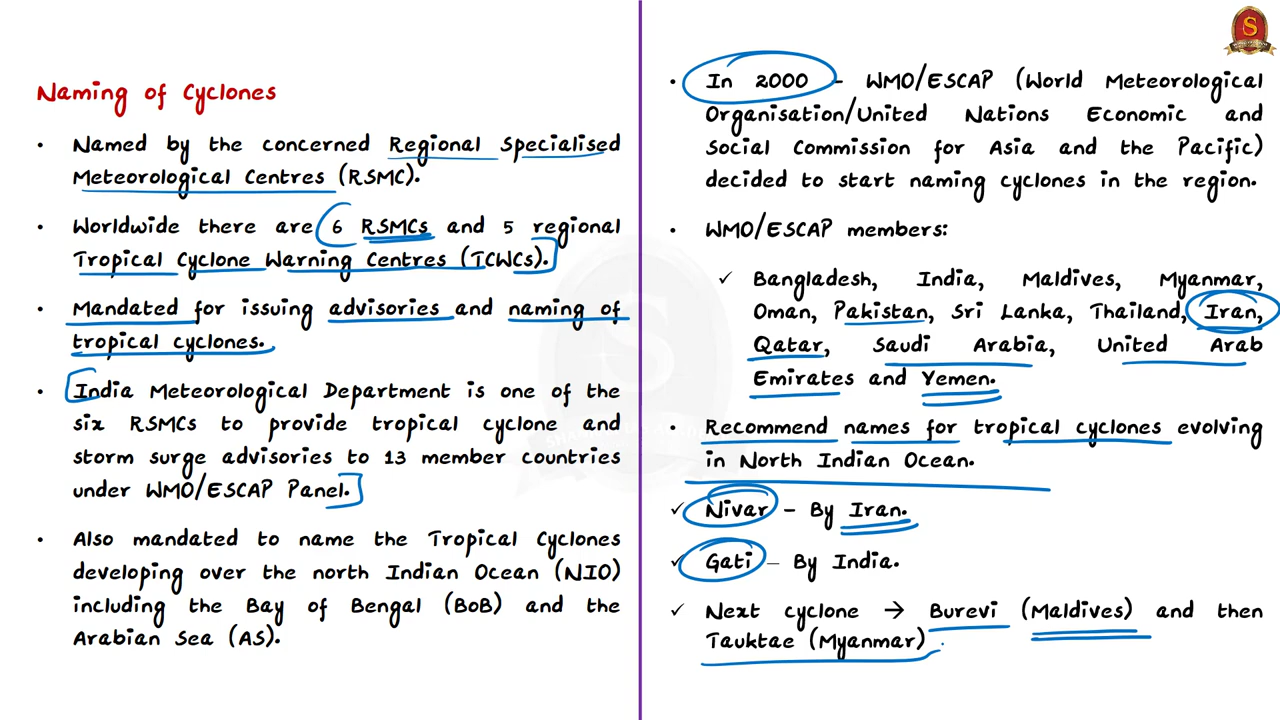 Naming of Cyclones
• Named by the concerned Regional Specialised
Meteorological Centres (RSMC).
• Worldwide there are 6 RSMCs and 5 regional
Tropical Cyclone Warning Centres (TCWCs).
• Mandated for issuing advisories and naming of
tropical cyclones.
• India Meteorological Department is one of the
six RSMCs to provide tropical cyclone and
storm surge advisories to 13 member countries
under WMO/ESCAP Panel.
• Also mandated to name the Tropical Cyclones
developing over the north Indian Ocean (NIO)
including the Bay of Bengal (BoB) and the
Arabian Sea (AS).
• In 2000 - WMO/ESCAP (World Meteorological
Organisation/United Nations Economic and
Social Commission for Asia and the Pacific)
decided to start naming cyclones in the region.
• WMO/ESCAP members:
✓ Bangladesh, India, Maldives, Myanmar,
Oman, Pakistan, Sri Lanka, Thailand, Iran,
Qatar, Saudi Arabia, United Arab
Emirates and Yemen.
• Recommend names for tropical cyclones evolving
in North Indian Ocean.
✓ Nivar - By Iran.
✓ Gati - By India.
✓ Next cyclone → Burevi (Maldives) and then
Tauktae (Myanmar)
S